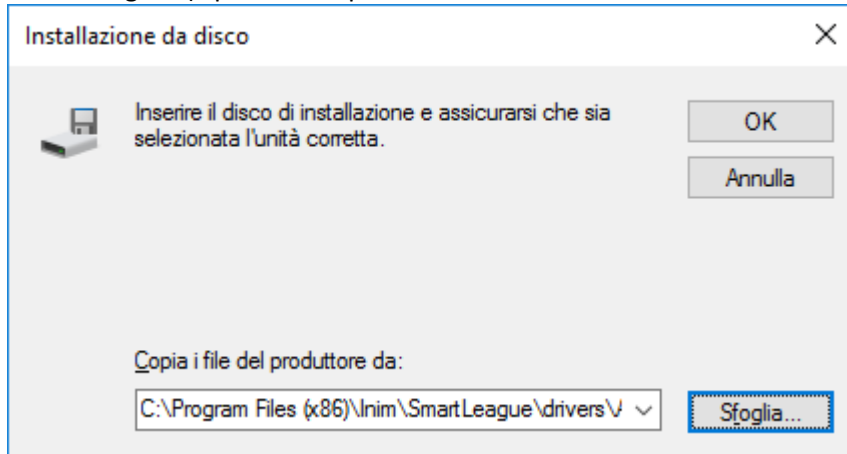 Installazione da disco
Inserire il disco di installazione e assicurarsi che sia
selezionata l'unità corretta.
OK
Annulla
Copia i file del produttore da:
C:\Program Files (x86)\Inim\SmartLeague\drivers\
Sfoglia...